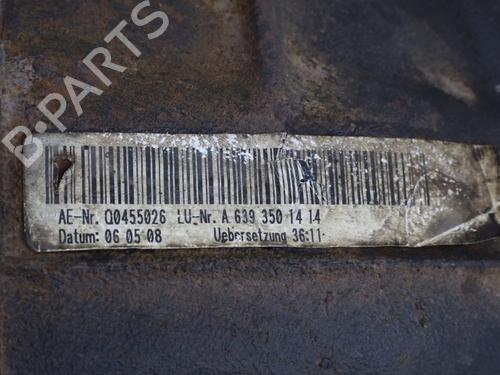 B-PARTS
AE-Nr. Q0455026 LU-Nr. A 639 350 14 14
Datum: 06 05 08 Uebersetzung 36:11